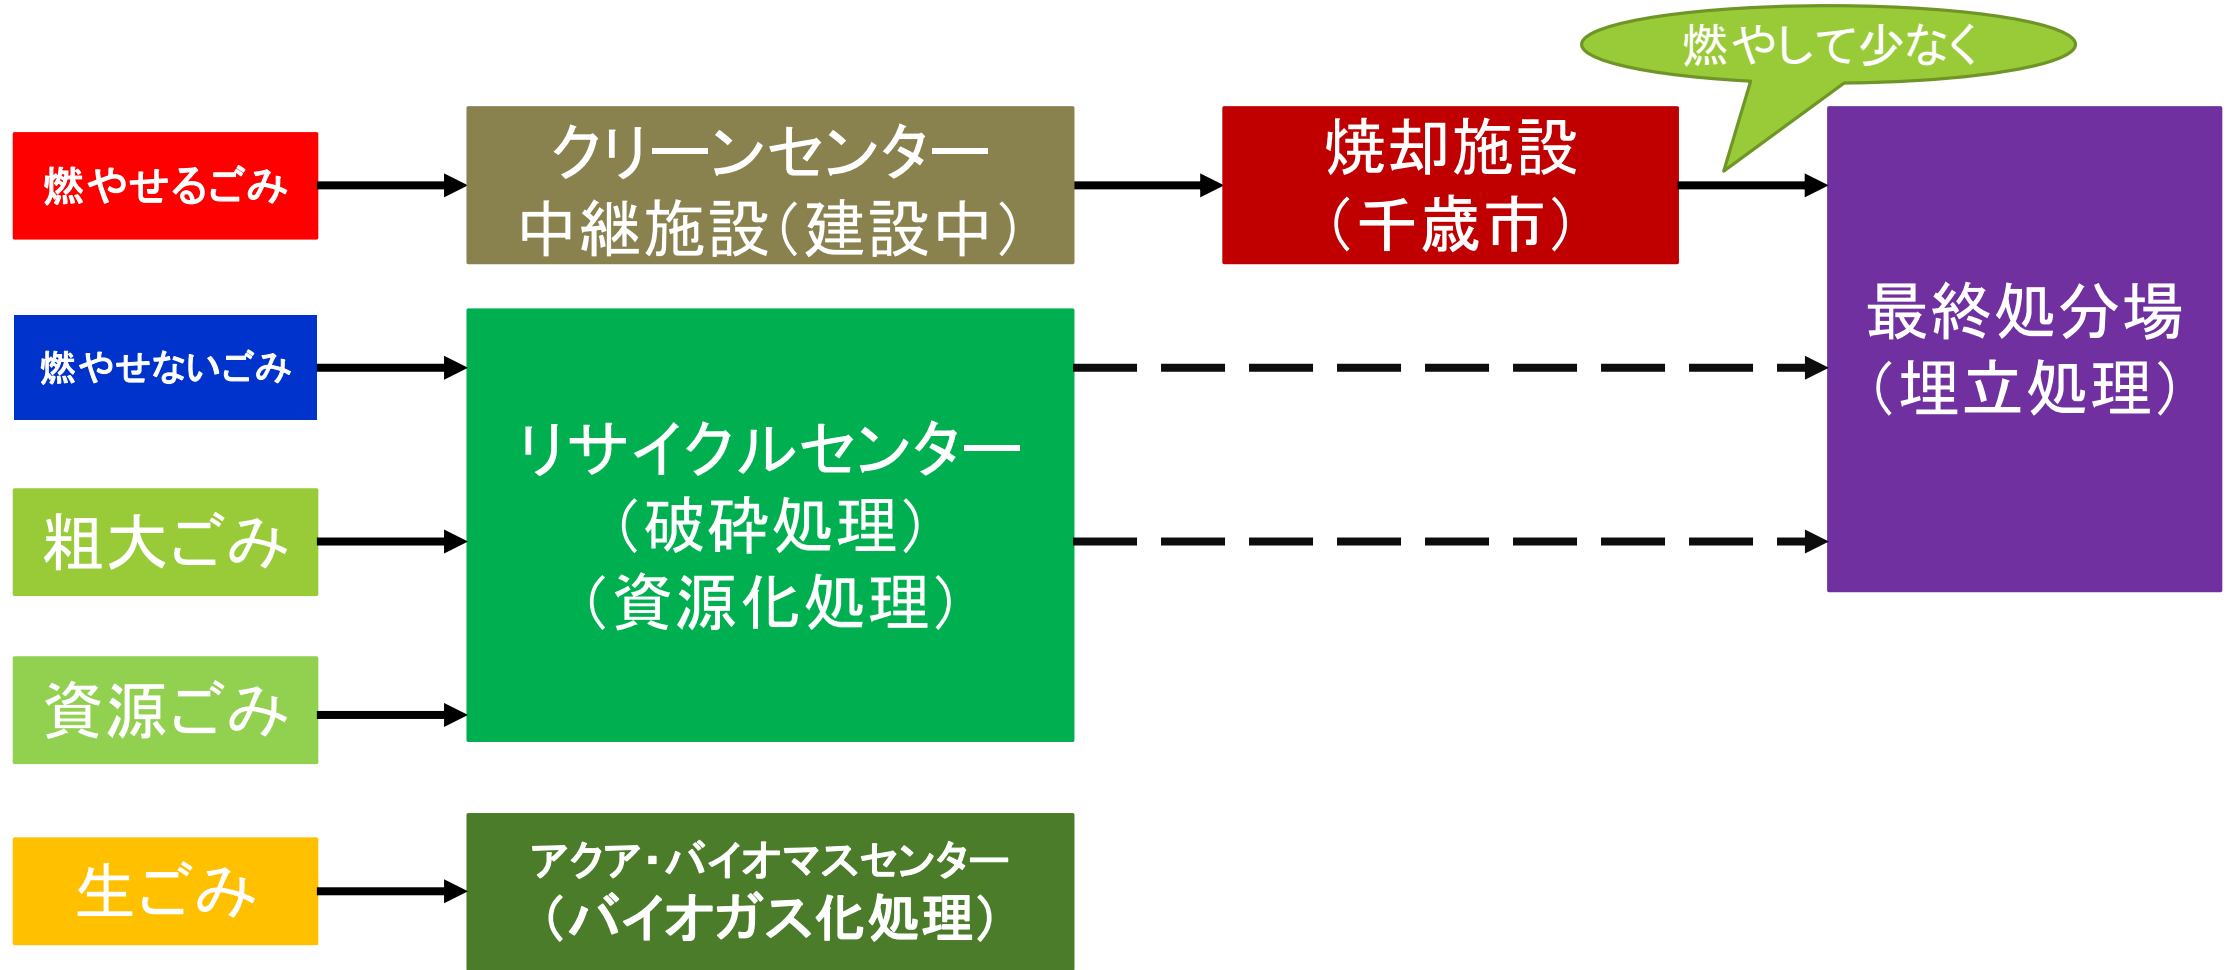 燃やして少なく
燃やせるごみ
クリーンセンター
中継施設（建設中）
焼却施設
（千歳市）
最終処分場
（埋立処理）
燃やせないごみ
リサイクルセンター
（破砕処理）
（資源化処理）
粗大ごみ
資源ごみ
生ごみ
アクア・バイオマスセンター
（バイオガス化処理）